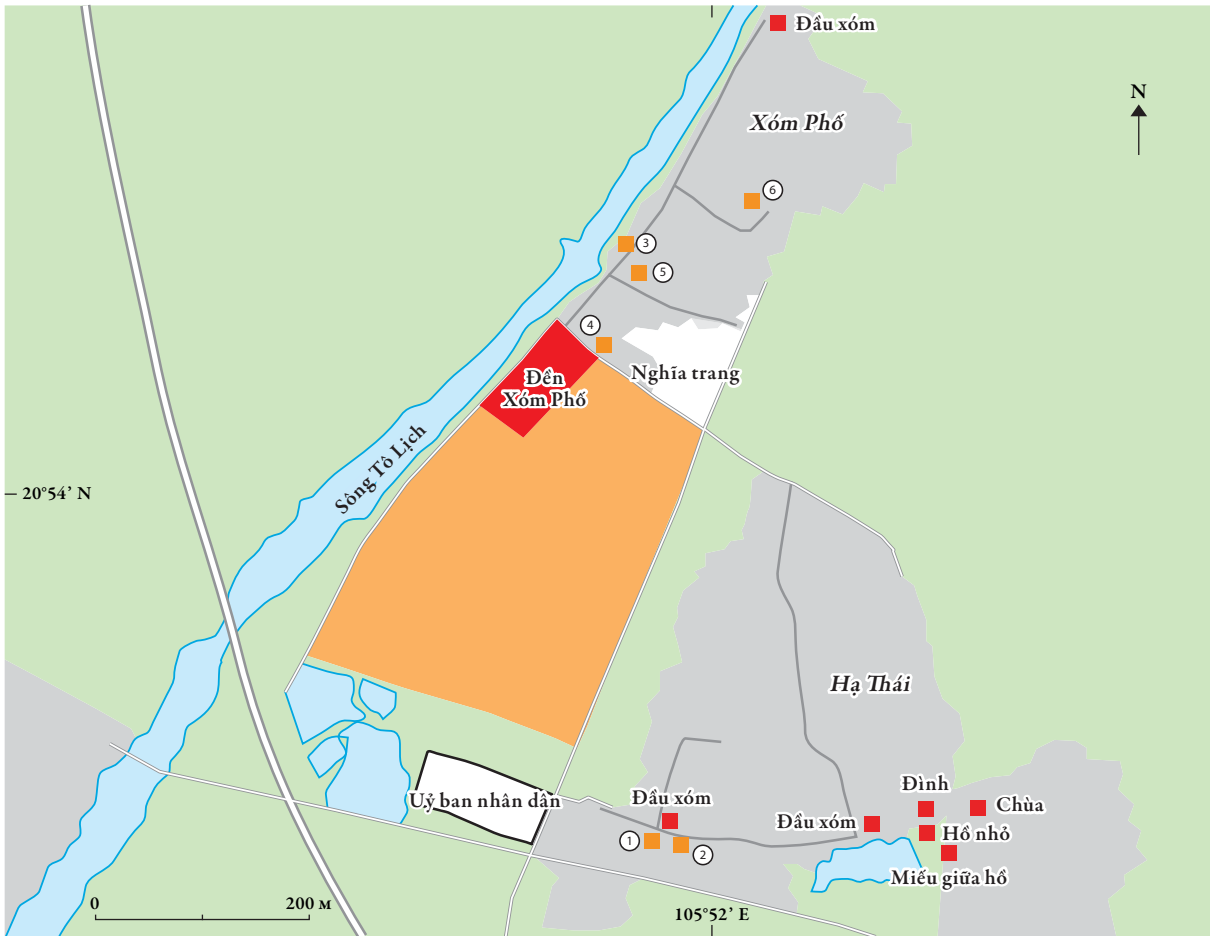 Đầu xóm
N
Xóm Phố
6
3
5
4
Nghĩa trang
Đền
Xóm Phố
Sông Tô Lịch
20°54’ N
Hạ Thái
Uỷ ban nhân dân
Đầu xóm
Đình
Chùa
Đầu xóm
Hồ nhỏ
1
2
Miếu giữa hồ
0
200 M
105°52’ E